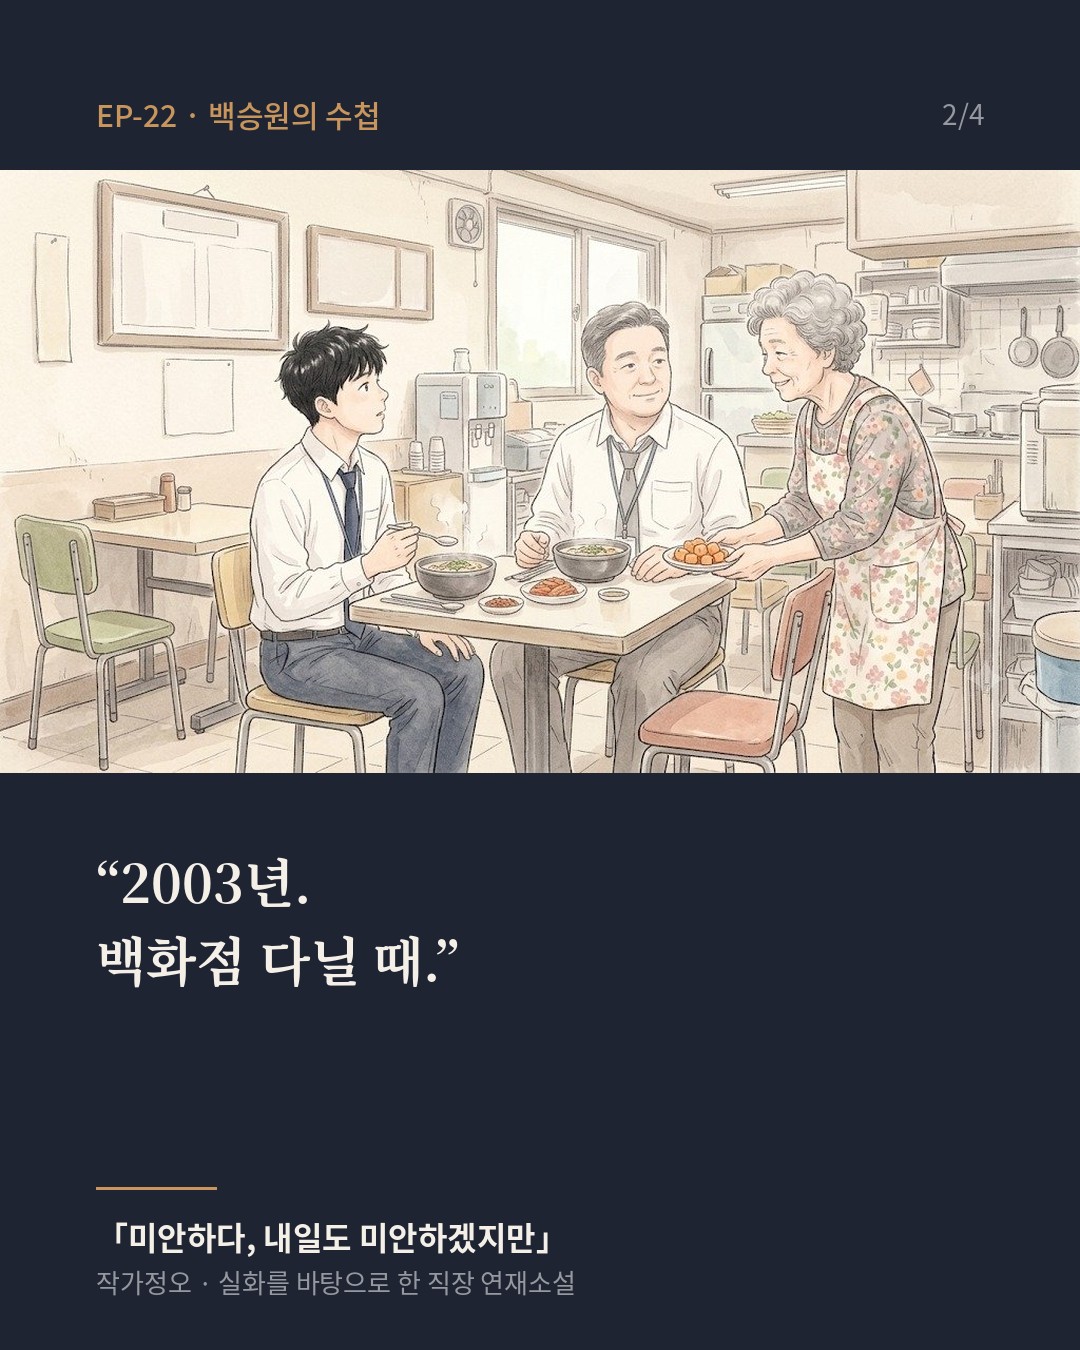 EP-22 · 백승원의 수첩
2/4
“2003년.
백화점 다닐 때.”
「미안하다, 내일도 미안하겠지만」
작가정오 · 실화를 바탕으로 한 직장 연재소설